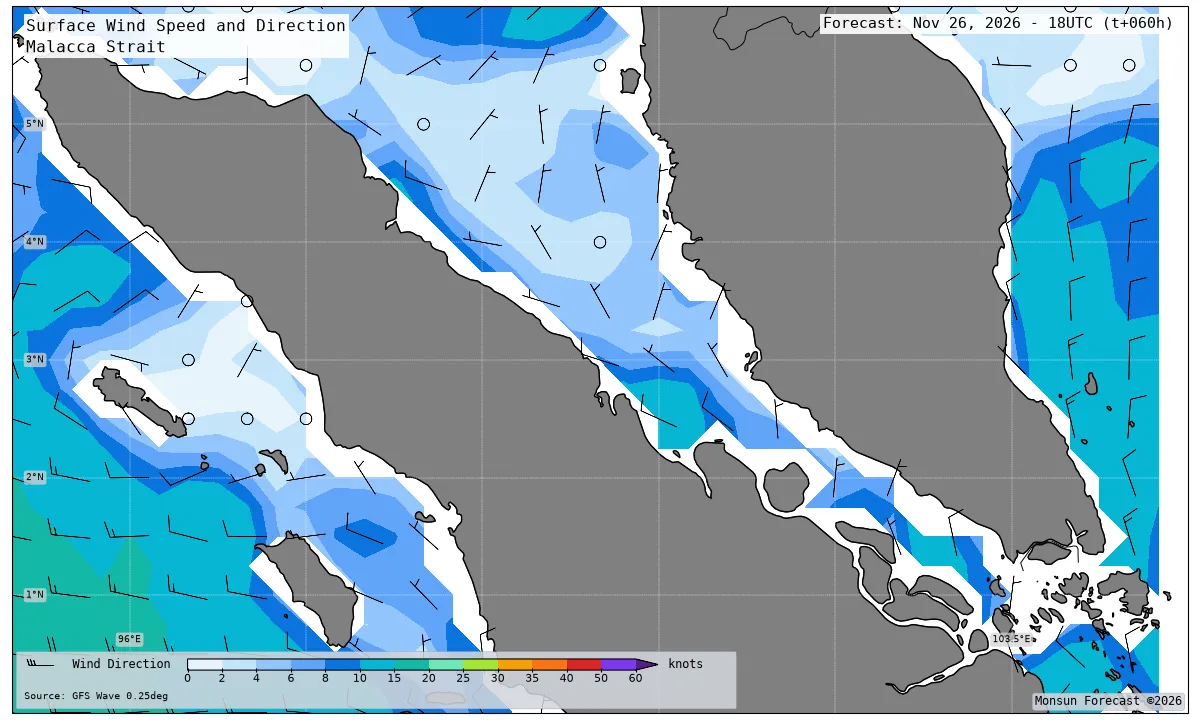 Surface Wind Speed and Direction
Malacca Strait
Forecast: Nov 26, 2026 - 18UTC (t+060h)
5°N
4°N
3°N
2°N
1°N
96°E
103.5°E
Wind Direction
knots
0 2 4 6 8 10 15 20 25 30 35 40 50 60
Source: GFS Wave 0.25deg
Monsun Forecast ©2026